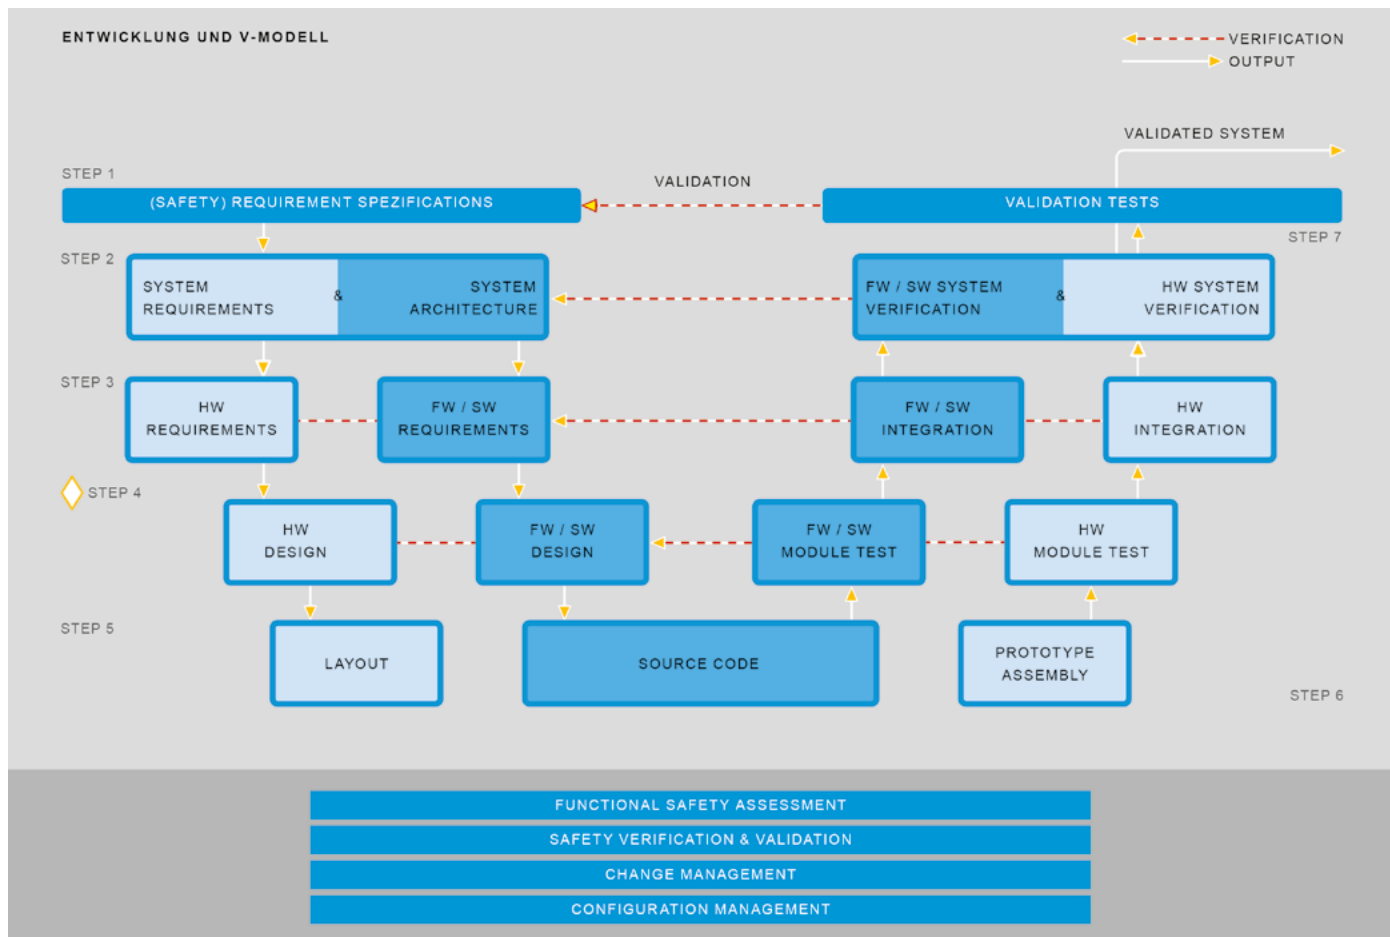 ENTWICKLUNG UND V-MODELL
VERIFICATION
OUTPUT
VALIDATED SYSTEM
STEP 1
VALIDATION
(SAFETY) REQUIREMENT SPEZIFICATIONS
VALIDATION TESTS
STEP 7
STEP 2
SYSTEM
REQUIREMENTS
&
SYSTEM
ARCHITECTURE
FW / SW SYSTEM
VERIFICATION
&
HW SYSTEM
VERIFICATION
STEP 3
HW
REQUIREMENTS
FW / SW
REQUIREMENTS
FW / SW
INTEGRATION
HW
INTEGRATION
STEP 4
HW
DESIGN
FW / SW
DESIGN
FW / SW
MODULE TEST
HW
MODULE TEST
STEP 5
LAYOUT
SOURCE CODE
PROTOTYPE
ASSEMBLY
STEP 6
FUNCTIONAL SAFETY ASSESSMENT
SAFETY VERIFICATION & VALIDATION
CHANGE MANAGEMENT
CONFIGURATION MANAGEMENT